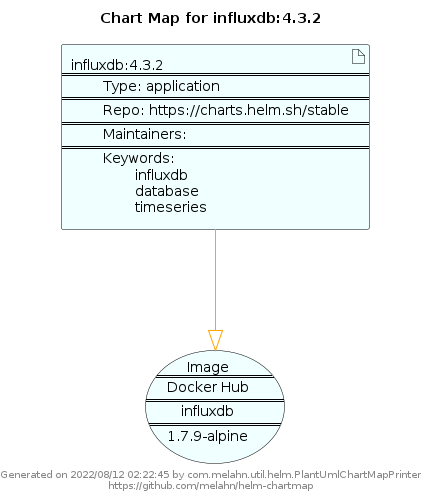 Chart Map for influxdb:4.3.2
influxdb:4.3.2
Type: application
Repo: https://charts.helm.sh/stable
Maintainers:
Keywords:
influxdb
database
timeseries
Image
Docker Hub
influxdb
1.7.9-alpine
Generated on 2022/08/12 02:22:45 by com.melahn.util.helm.PlantUmlChartMapPrinter
https://github.com/melahn/helm-chartmap